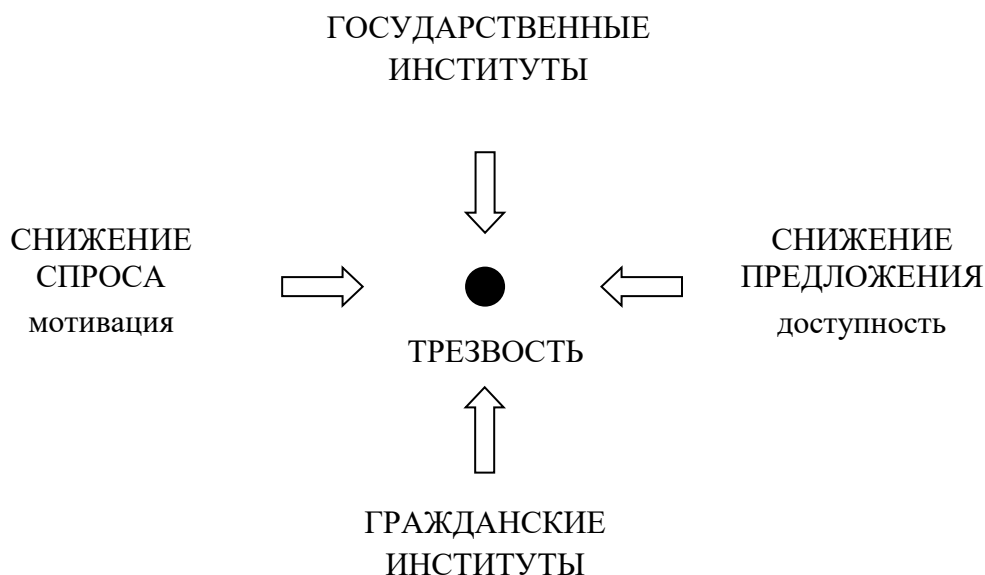 ГОСУДАРСТВЕННЫЕ
ИНСТИТУТЫ
СНИЖЕНИЕ
СПРОСА
мотивация
СНИЖЕНИЕ
ПРЕДЛОЖЕНИЯ
доступность
ТРЕЗВОСТЬ
ГРАЖДАНСКИЕ
ИНСТИТУТЫ